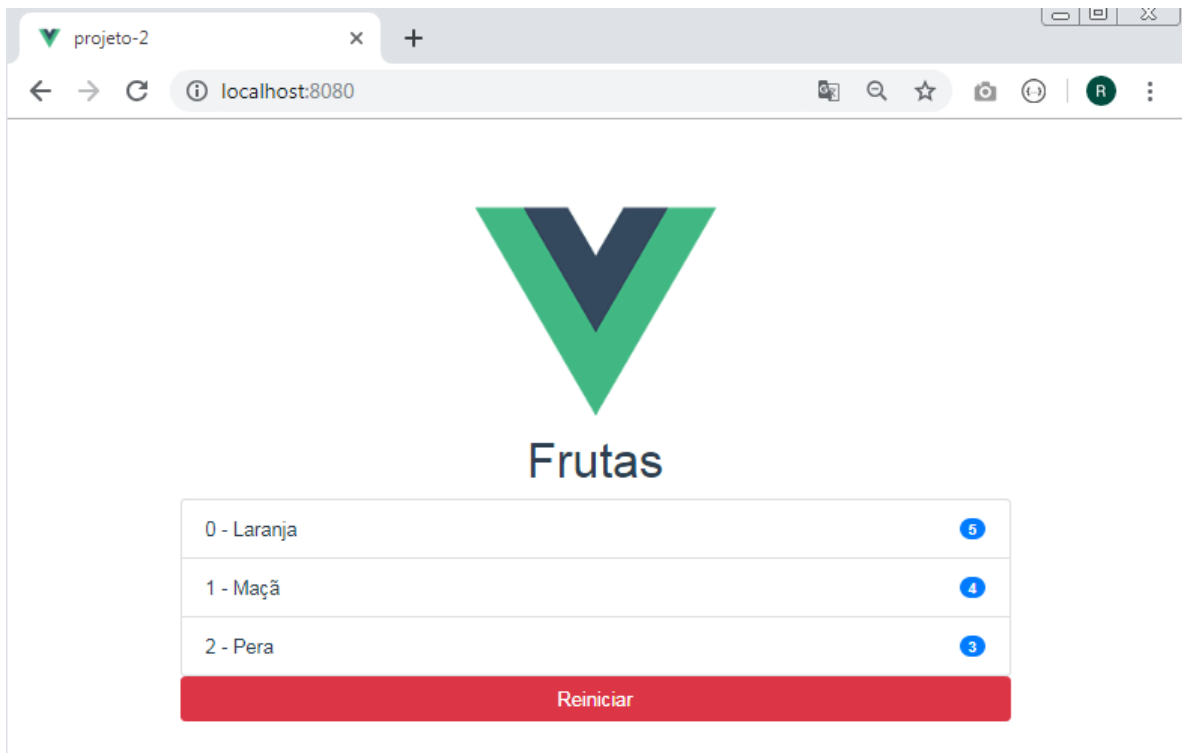 projeto-2
localhost:8080
R
Frutas
0 - Laranja 5
1 - Maçã 4
2 - Pera 3
Reiniciar